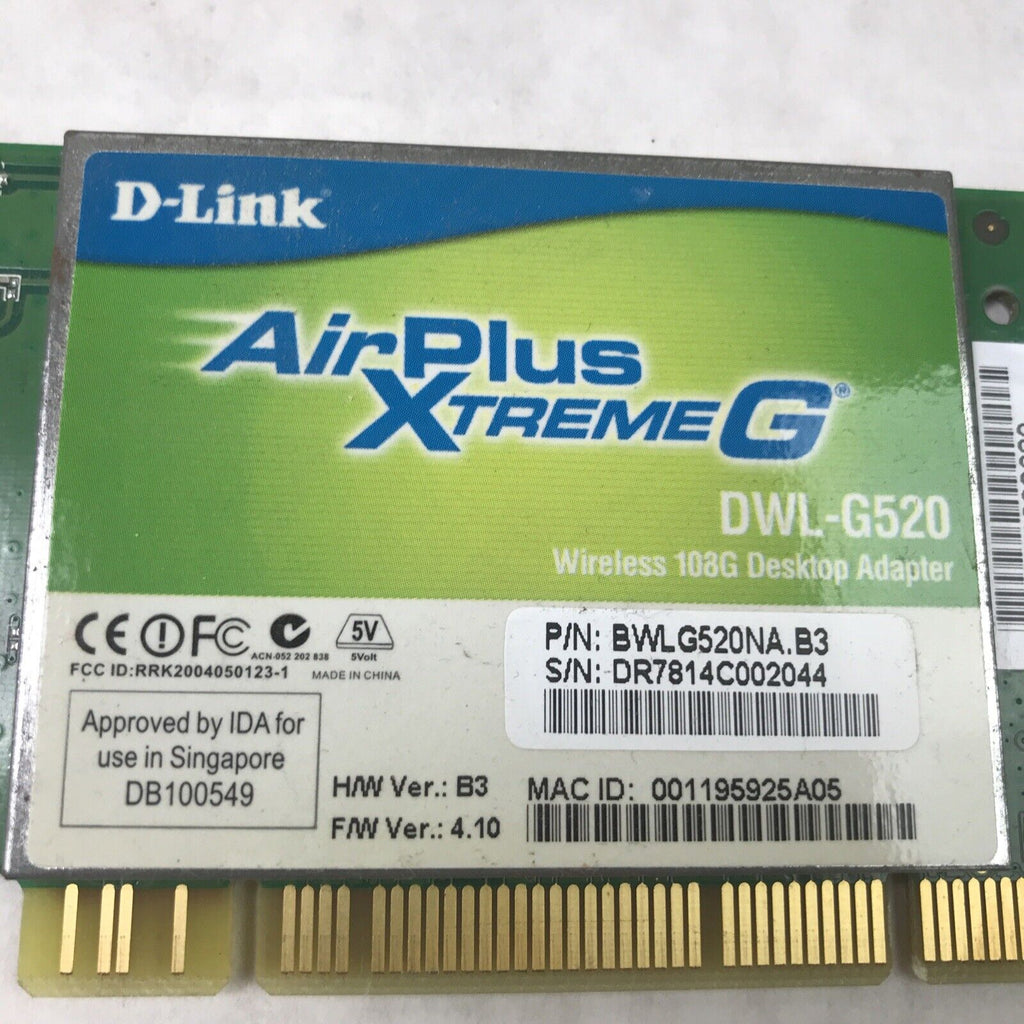 D-Link
AirPlus
XTREME G®
DWL-G520
Wireless 108G Desktop Adapter
CE FC
ACN-052 202 838
5V
5Volt
FCC ID:RRK2004050123-1
MADE IN CHINA
P/N: BWLG520NA.B3
S/N: DR7814C002044
Approved by IDA for
use in Singapore
DB100549
H/W Ver.: B3
F/W Ver.: 4.10
MAC ID: 001195925A05